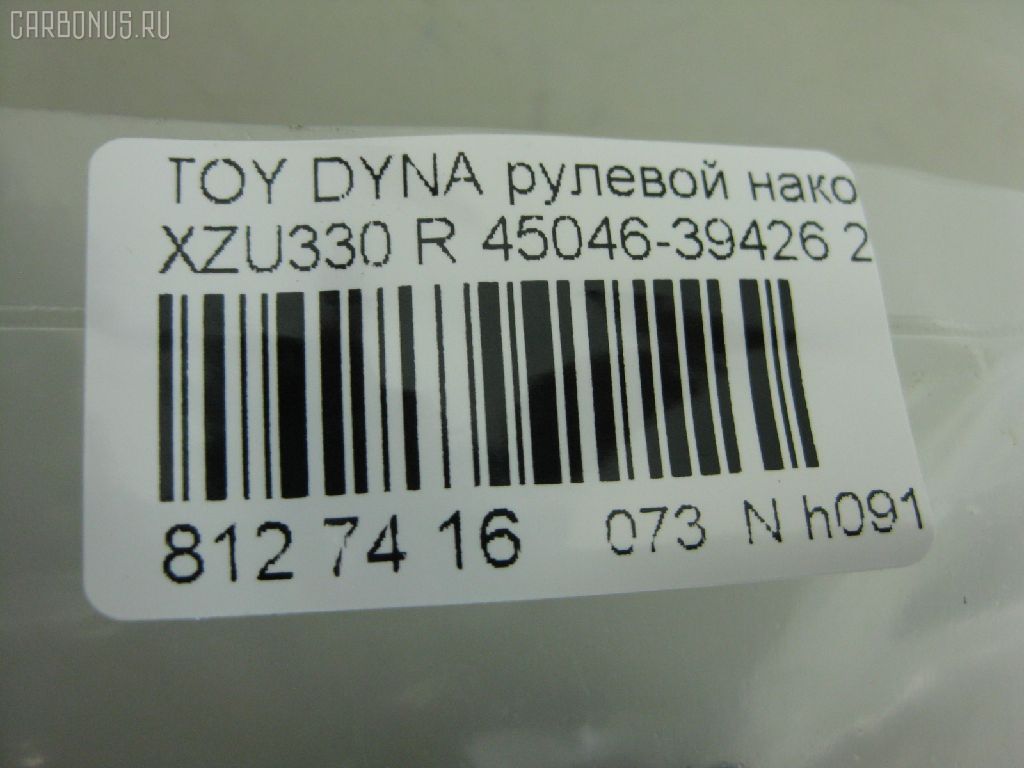 CARBONUS.RU
TOY DYNA рулевой нако
XZU330 R 45046-39426 2
812 74 16 073 N h091